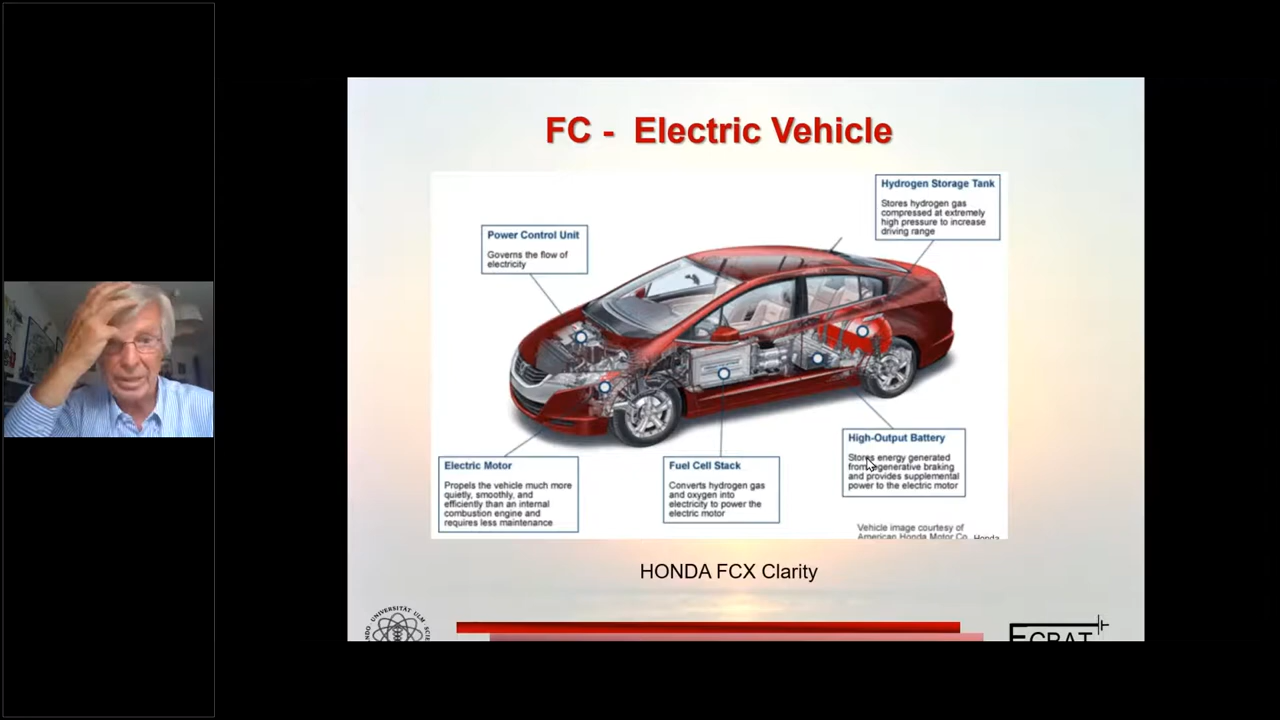 FC - Electric Vehicle
Hydrogen Storage Tank
Stores hydrogen gas
compressed at extremely
high pressure to increase
driving range
Power Control Unit
Governs the flow of
electricity
Electric Motor
Propels the vehicle much more
quietly, smoothly, and
efficiently than an internal
combustion engine and
requires less maintenance
Fuel Cell Stack
Converts hydrogen gas
and oxygen into
electricity to power the
electric motor
High-Output Battery
Stores energy generated
from regenerative braking
and provides supplemental
power to the electric motor
Vehicle image courtesy of
American Honda Motor Co. Honda
HONDA FCX Clarity
UNIVERSITÄT ULM
ECBAT